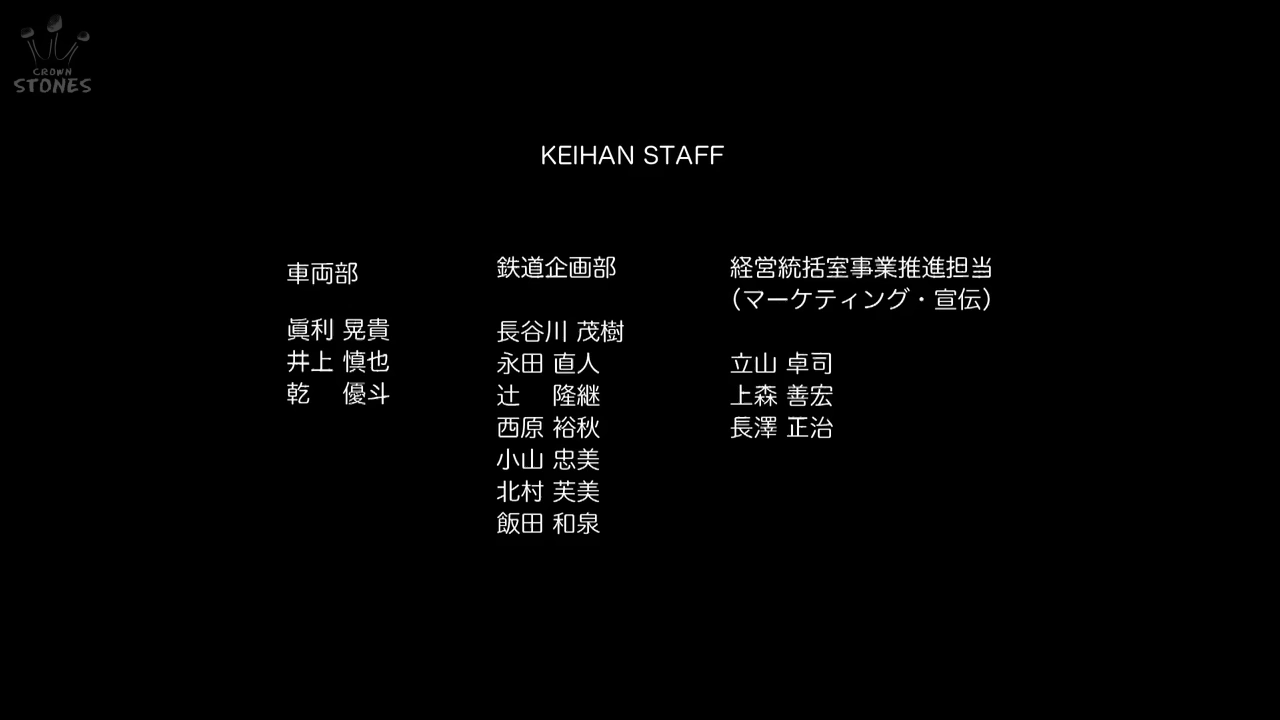 CROWN
STONES
KEIHAN STAFF
車両部
眞利 晃貴
井上 慎也
乾　 優斗
鉄道企画部
長谷川 茂樹
永田 直人
辻　 隆継
西原 裕秋
小山 忠美
北村 芙美
飯田 和泉
経営統括室事業推進担当
（マーケティング・宣伝）
立山 卓司
上森 善宏
長澤 正治